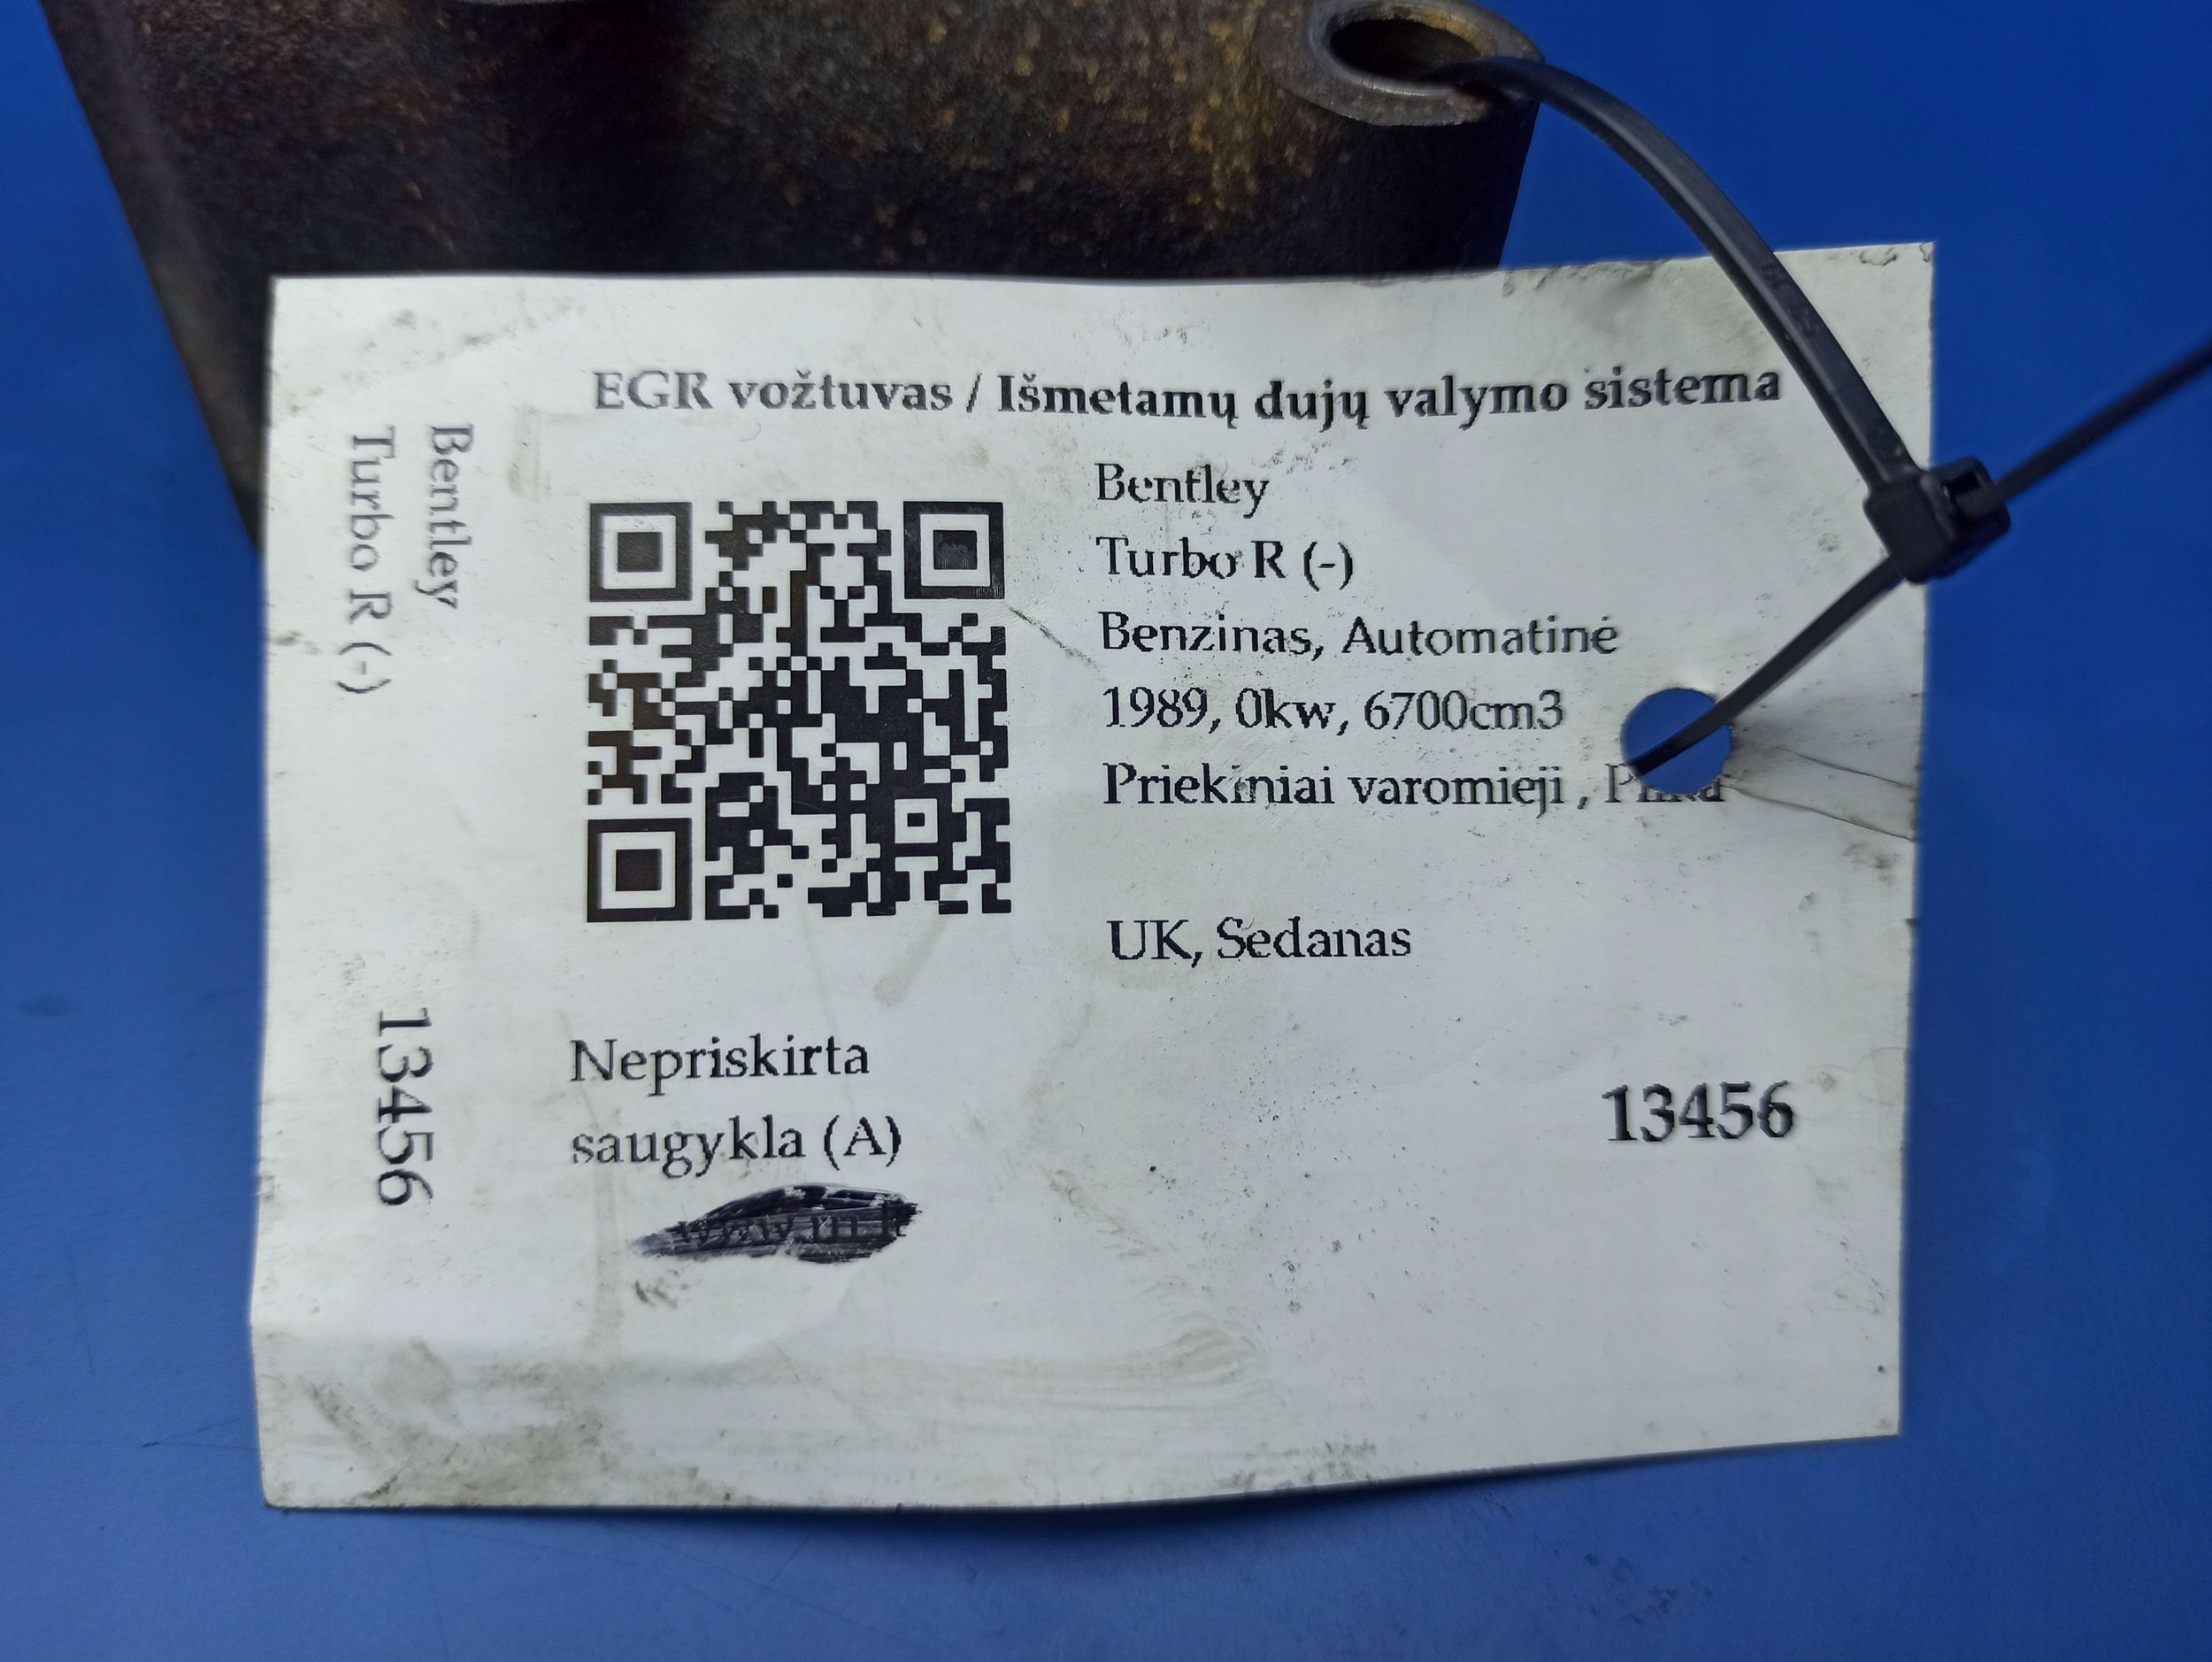 EGR vožtuvas / Išmetamų dujų valymo sistema
Bentley
Turbo R (-)
Bentley
Turbo R (-)
Benzinas, Automatinė
1989, 0kw, 6700cm3
Priekiniai varomieji ,
UK, Sedanas
Nepriskirta
saugykla (A)
13456
13456